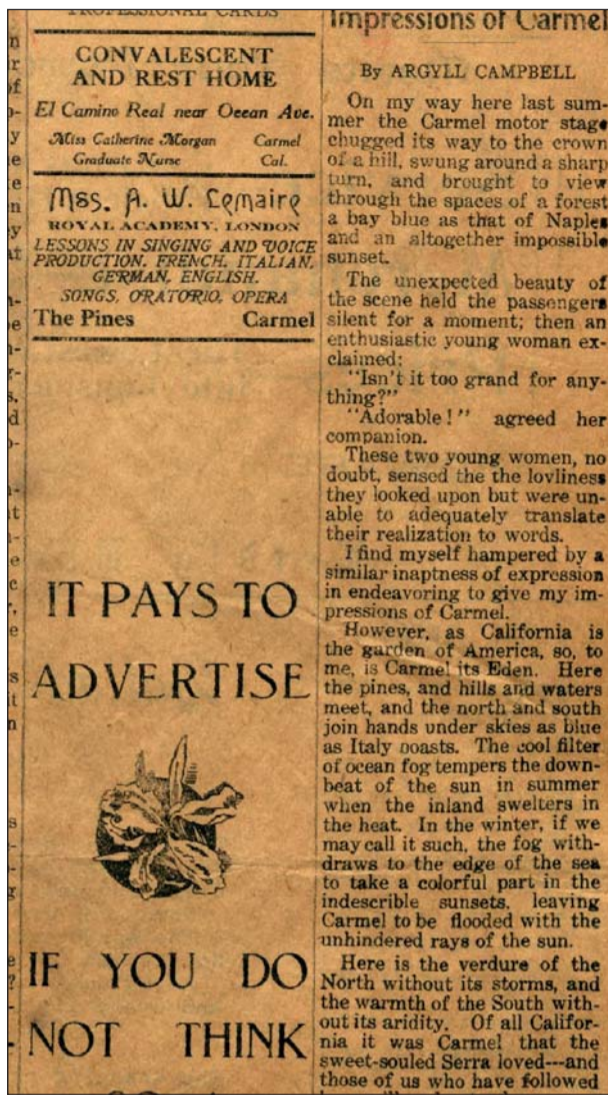 PROFESSIONAL CARDS
CONVALESCENT
AND REST HOME
El Camino Real near Ocean Ave.
Miss Catherine Morgan Carmel
Graduate Nurse Cal.
Mss. A. W. Lemaire
ROYAL ACADEMY, LONDON
LESSONS IN SINGING AND VOICE
PRODUCTION. FRENCH. ITALIAN.
GERMAN. ENGLISH.
SONGS, ORATORIO, OPERA
The Pines Carmel
IT PAYS TO
ADVERTISE
IF YOU DO
NOT THINK
Impressions of Carmel
By ARGYLL CAMPBELL
On my way here last sum-
mer the Carmel motor stage
chugged its way to the crown
of a hill, swung around a sharp
turn, and brought to view
through the spaces of a forest
a bay blue as that of Naples
and an altogether impossible
sunset.
The unexpected beauty of
the scene held the passengers
silent for a moment; then an
enthusiastic young woman ex-
claimed:
"Isn't it too grand for any-
thing?"
"Adorable!" agreed her
companion.
These two young women, no
doubt, sensed the the lovliness
they looked upon but were un-
able to adequately translate
their realization to words.
I find myself hampered by a
similar inaptness of expression
in endeavoring to give my im-
pressions of Carmel.
However, as California is
the garden of America, so, to
me, is Carmel its Eden. Here
the pines, and hills and waters
meet, and the north and south
join hands under skies as blue
as Italy boasts. The cool filter
of ocean fog tempers the down-
beat of the sun in summer
when the inland swelters in
the heat. In the winter, if we
may call it such, the fog with-
draws to the edge of the sea
to take a colorful part in the
indescrible sunsets, leaving
Carmel to be flooded with the
unhindered rays of the sun.
Here is the verdure of the
North without its storms, and
the warmth of the South with-
out its aridity. Of all Califor-
nia it was Carmel that the
sweet-souled Serra loved---and
those of us who have followed